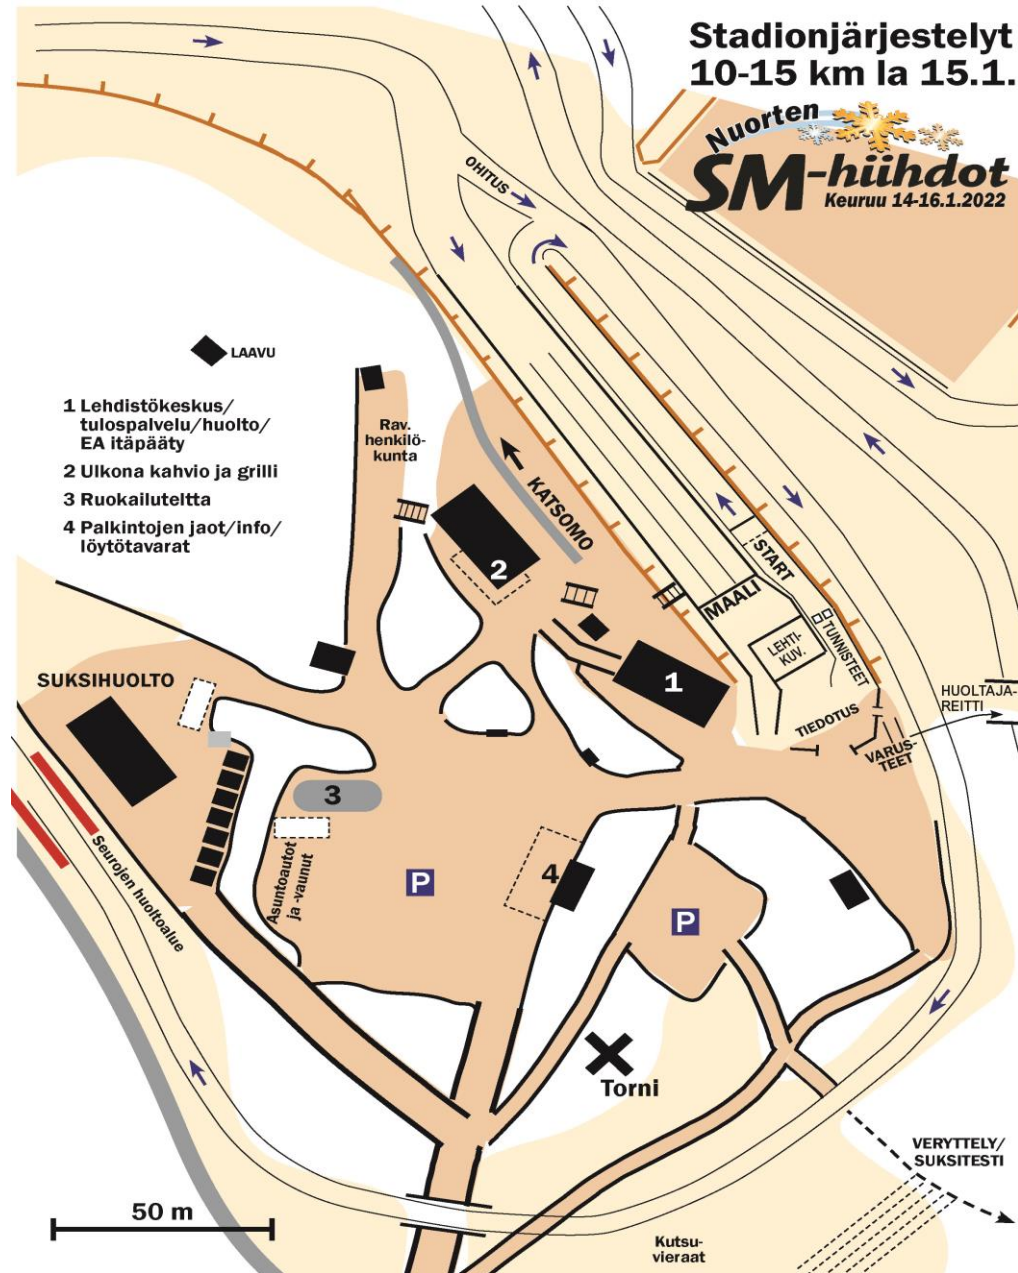 Stadionjärjestelyt
10-15 km la 15.1.
Nuorten
SM-hiihdot
Keuruu 14-16.1.2022
OHITUS
LAAVU
1 Lehdistökeskus/
tulospalvelu/huolto/
EA itäpääty
2 Ulkona kahvio ja grilli
3 Ruokailuteltta
4 Palkintojen jaot/info/
löytötavarat
Rav.
henkilö-
kunta
KATSOMO
2
START
MAALI
TUNNISTEET
LEHTI-
KUV.
1
SUKSIHUOLTO
TIEDOTUS
HUOLTAJA-
REITTI
VARUS-
TEET
3
Seurojen huoltoalue
Asuntoautot
ja -vaunut
P
4
P
Torni
VERYTTELY/
SUKSITESTI
50 m
Kutsu-
vieraat